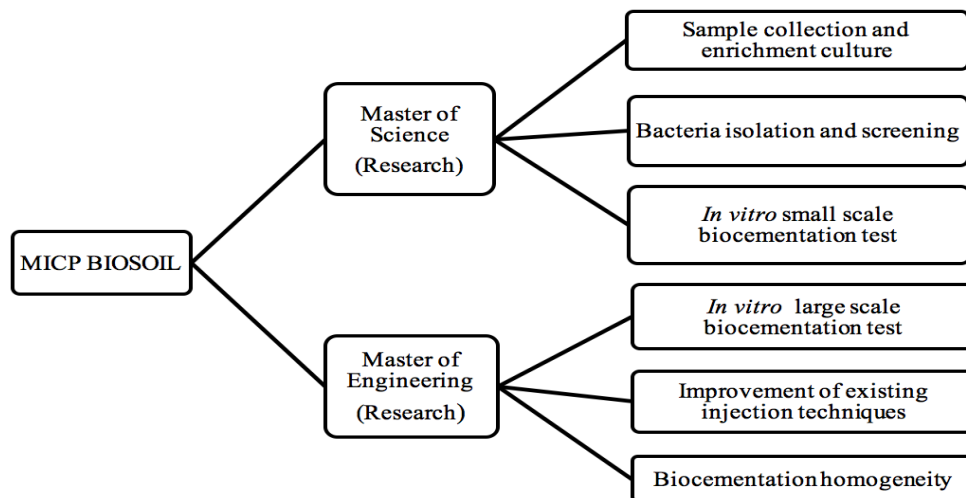 Sample collection and
enrichment culture
Master of
Science
(Research)
Bacteria isolation and screening
In vitro small scale
biocementation test
MICP BIOSOIL
In vitro large scale
biocementation test
Master of
Engineering
(Research)
Improvement of existing
injection techniques
Biocementation homogeneity